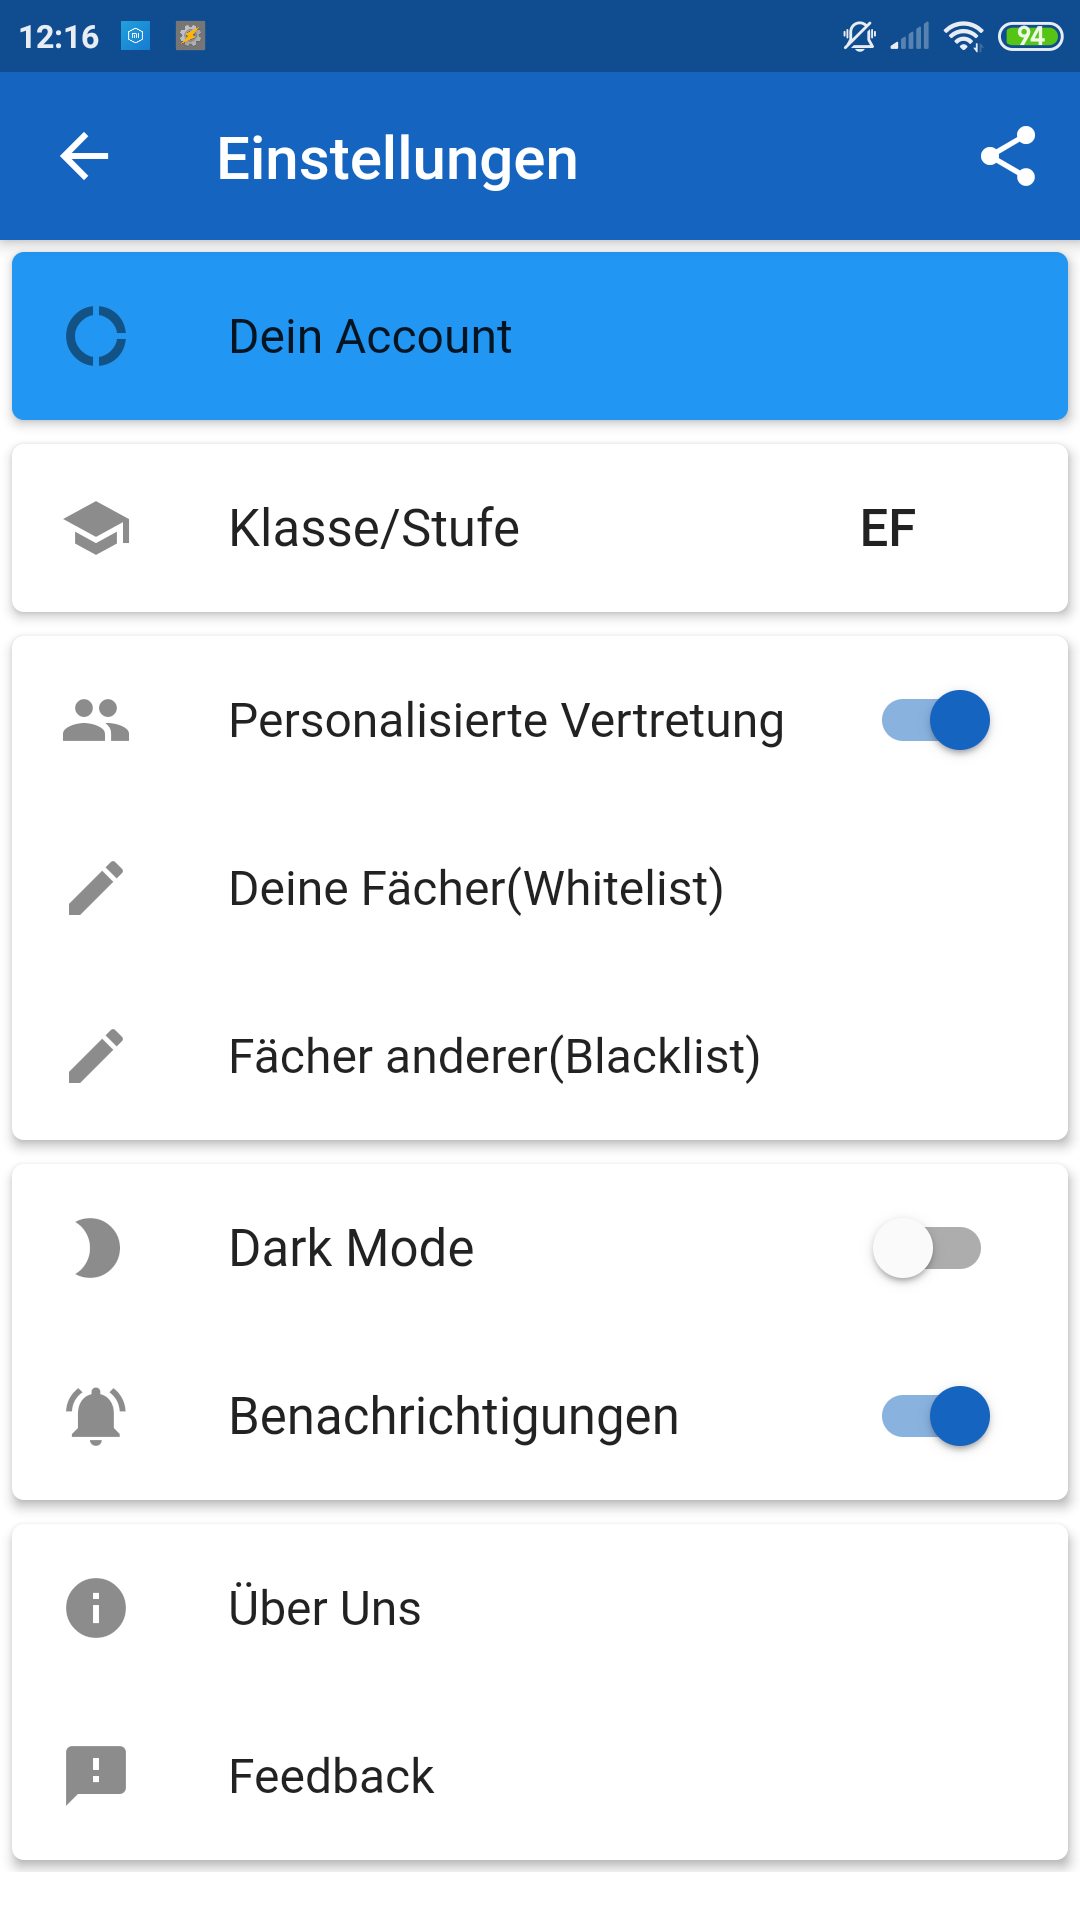 12:16 94
Einstellungen
Dein Account
Klasse/Stufe EF
Personalisierte Vertretung
Deine Fächer(Whitelist)
Fächer anderer(Blacklist)
Dark Mode
Benachrichtigungen
Über Uns
Feedback